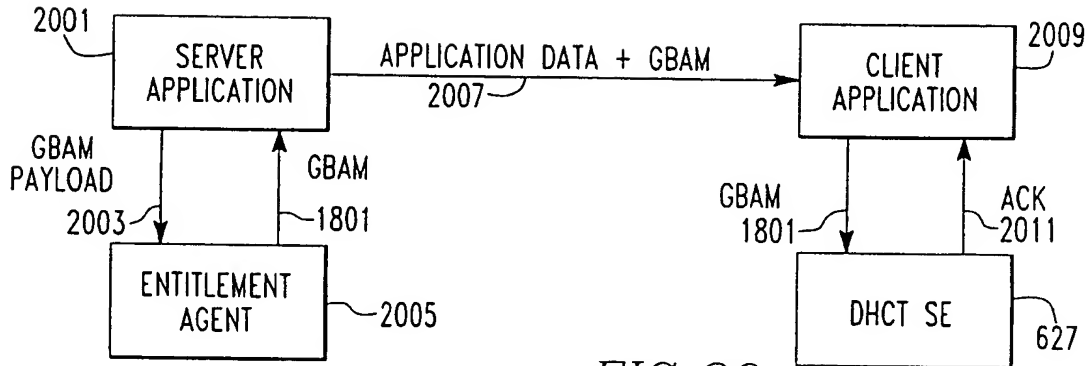 2001
SERVER
APPLICATION
APPLICATION DATA + GBAM
2007
2009
CLIENT
APPLICATION
GBAM
PAYLOAD
2003
GBAM
1801
GBAM
1801
ACK
2011
ENTITLEMENT
AGENT
2005
DHCT SE
627